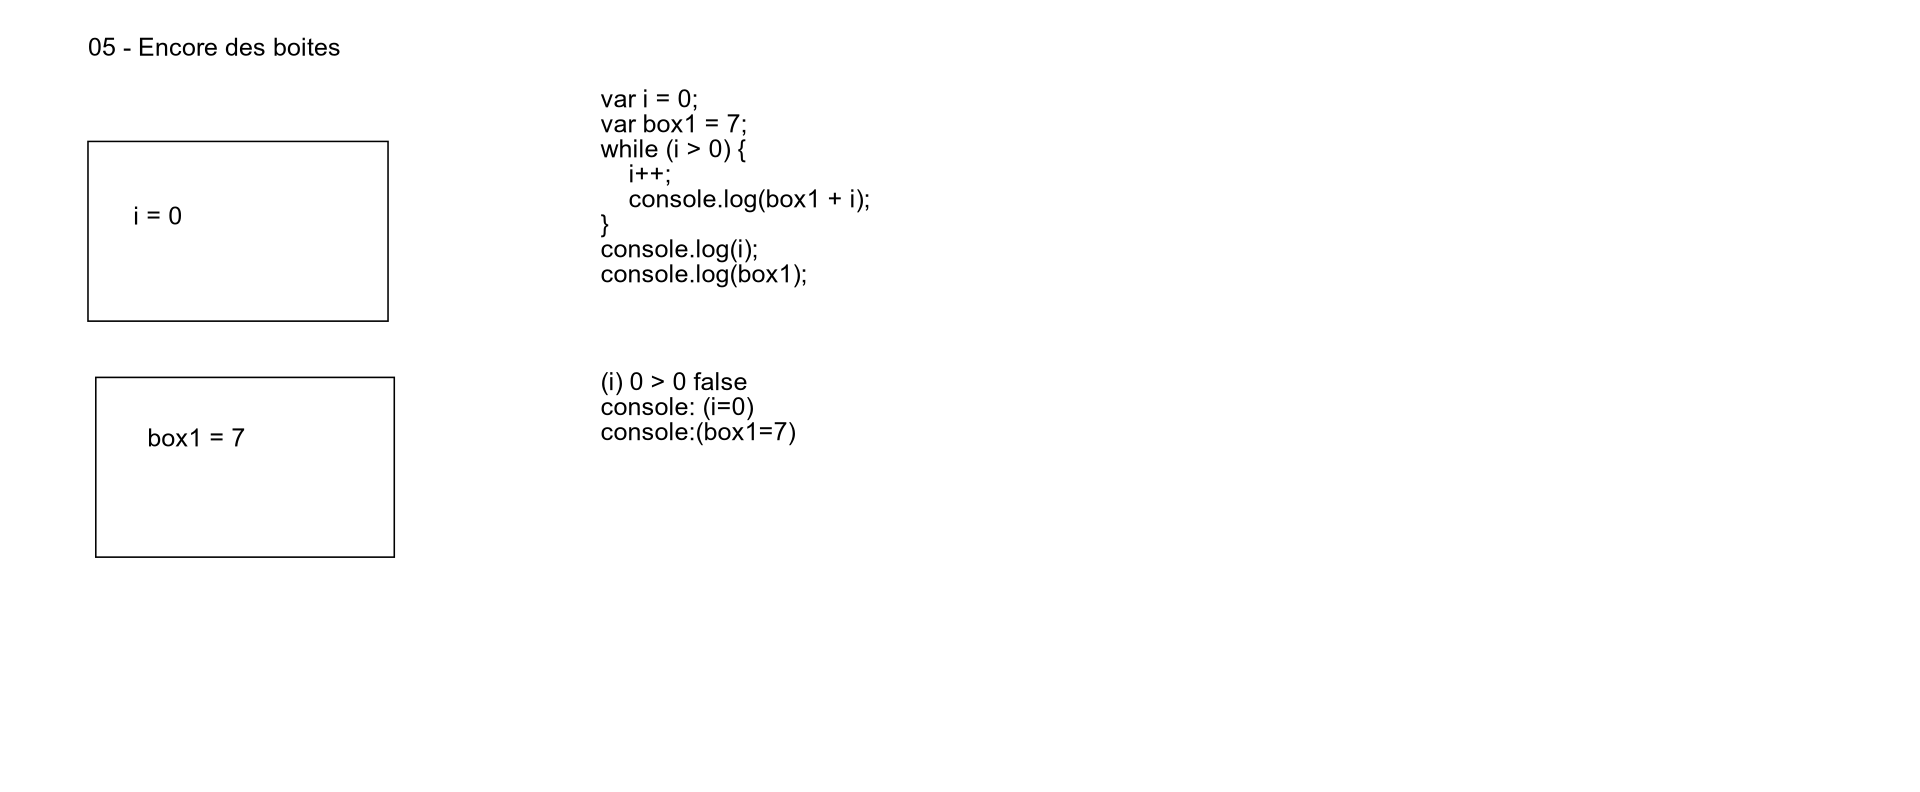 05 - Encore des boites
i = 0
box1 = 7
var i = 0;
var box1 = 7;
while (i > 0) {
    i++;
    console.log(box1 + i);
}
console.log(i);
console.log(box1);
(i) 0 > 0 false
console: (i=0)
console:(box1=7)